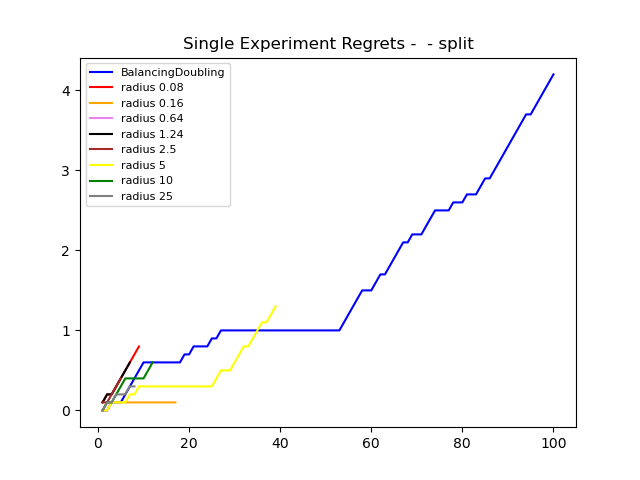 Single Experiment Regrets -  - split
BalancingDoubling
radius 0.08
radius 0.16
radius 0.64
radius 1.24
radius 2.5
radius 5
radius 10
radius 25
4
3
2
1
0
0 20 40 60 80 100